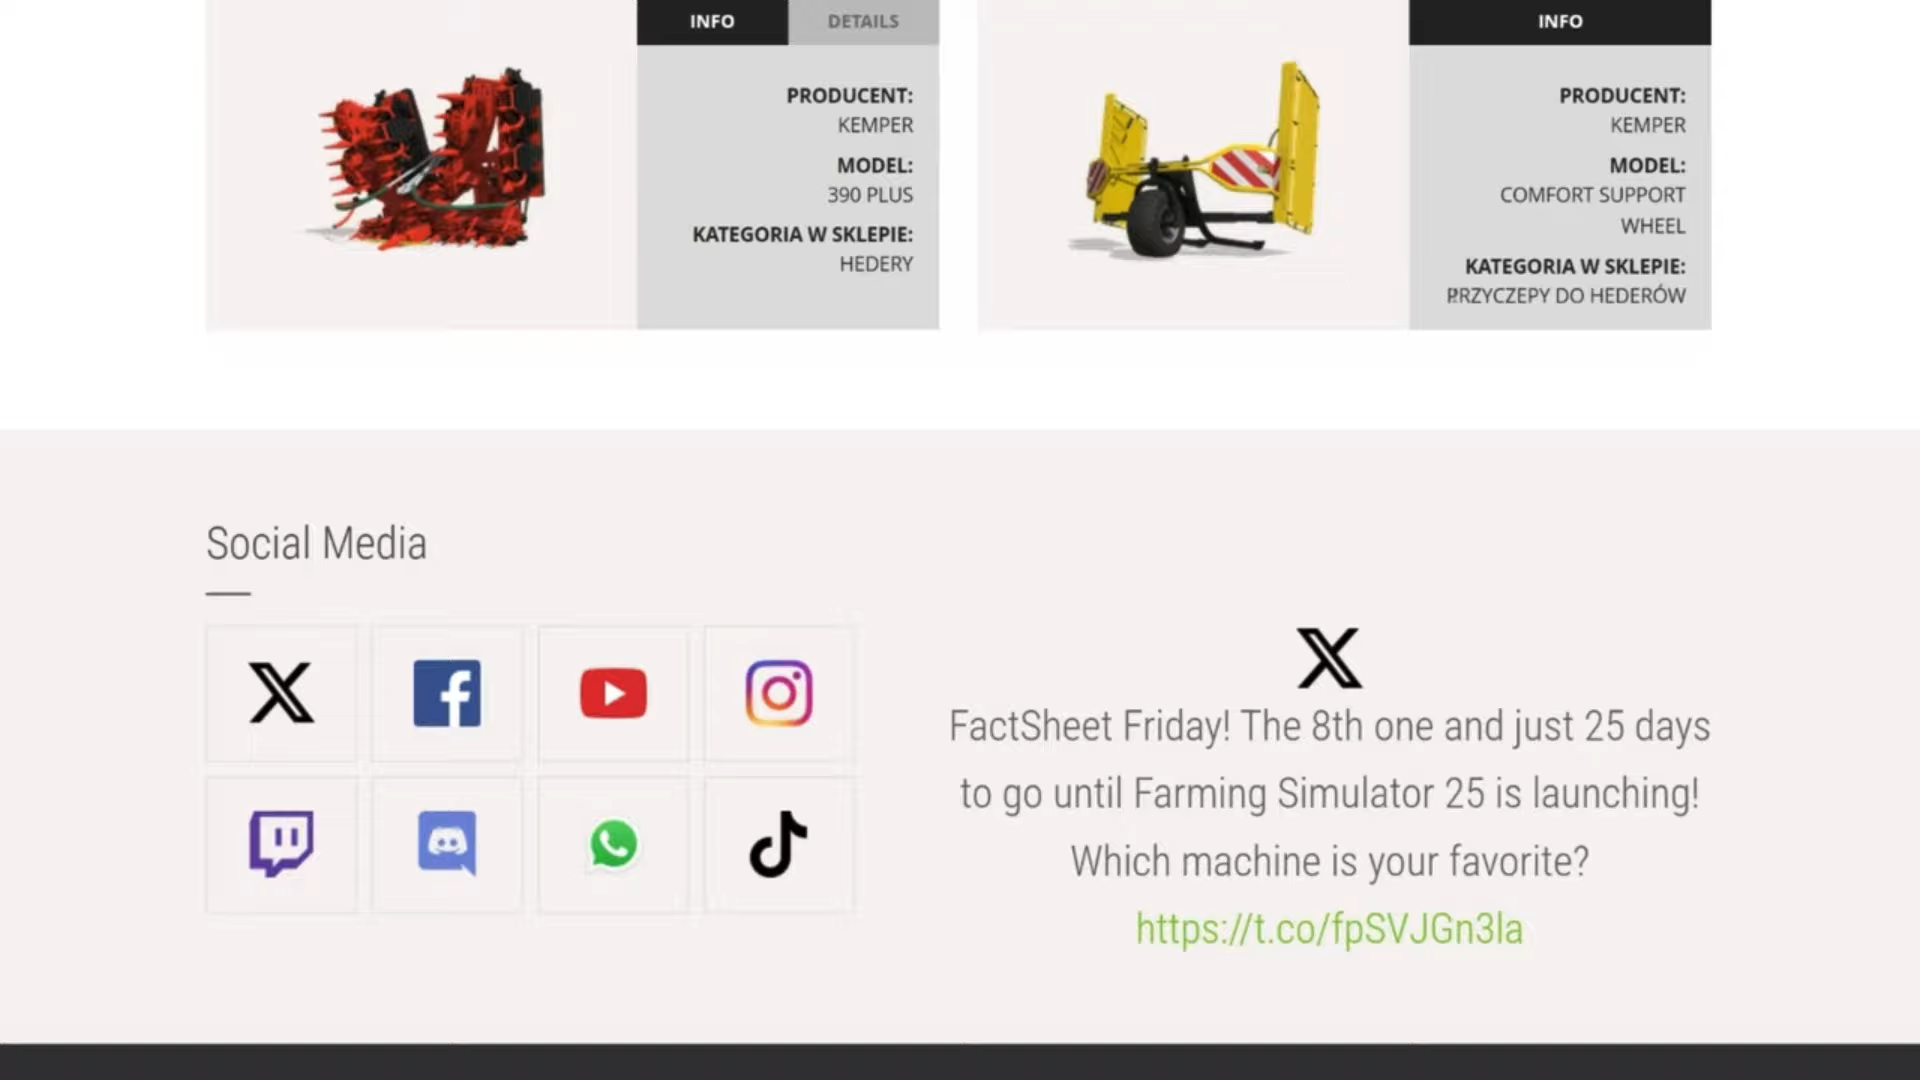 INFO
DETAILS
PRODUCENT:
KEMPER
MODEL:
390 PLUS
KATEGORIA W SKLEPIE:
HEDERY
INFO
PRODUCENT:
KEMPER
MODEL:
COMFORT SUPPORT
WHEEL
KATEGORIA W SKLEPIE:
PRZYCZEPY DO HEDERÓW
Social Media
FactSheet Friday! The 8th one and just 25 days
to go until Farming Simulator 25 is launching!
Which machine is your favorite?
https://t.co/fpSVJGn3la